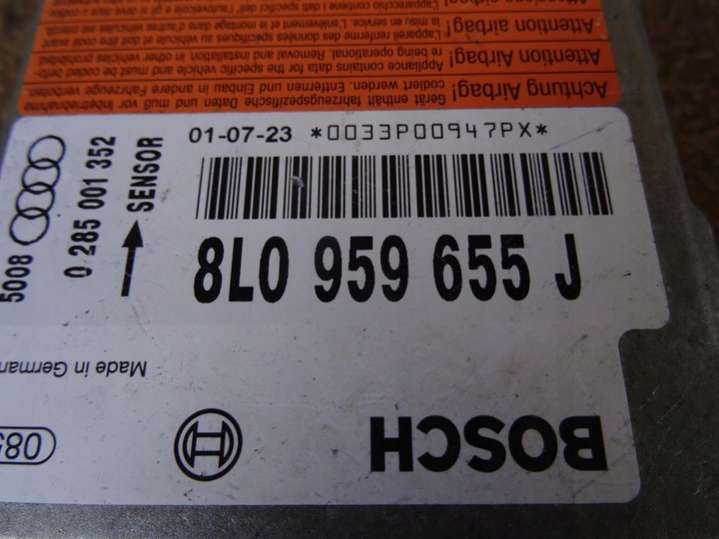 Achtung Airbag!
Gerät enthält fahrzeugspezifische Daten und muß vor Inbetriebnahme
codiert werden. Entfernen und Einbau in andere Fahrzeuge verboten.
Attention Airbag!
Appliance contains data for the specific vehicle and must be coded befo-
re being operational. Removal and installation in other vehicles prohibited
Attention Airbag!
01-07-23 *0033P00947PX*
5008
0 285 001 352
SENSOR
8L0 959 655 J
Made in German
085
BOSCH